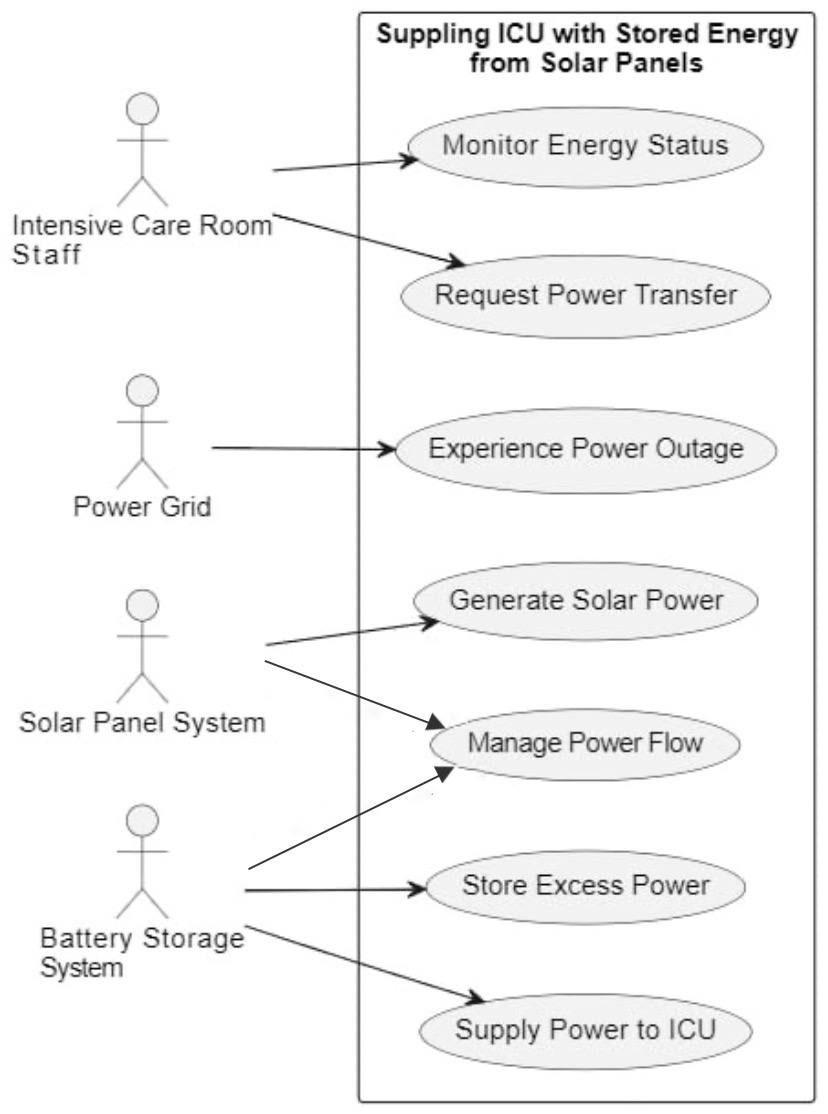 Suppling ICU with Stored Energy
from Solar Panels
Monitor Energy Status
Intensive Care Room
Staff
Request Power Transfer
Experience Power Outage
Power Grid
Generate Solar Power
Solar Panel System
Manage Power Flow
Store Excess Power
Battery Storage
System
Supply Power to ICU